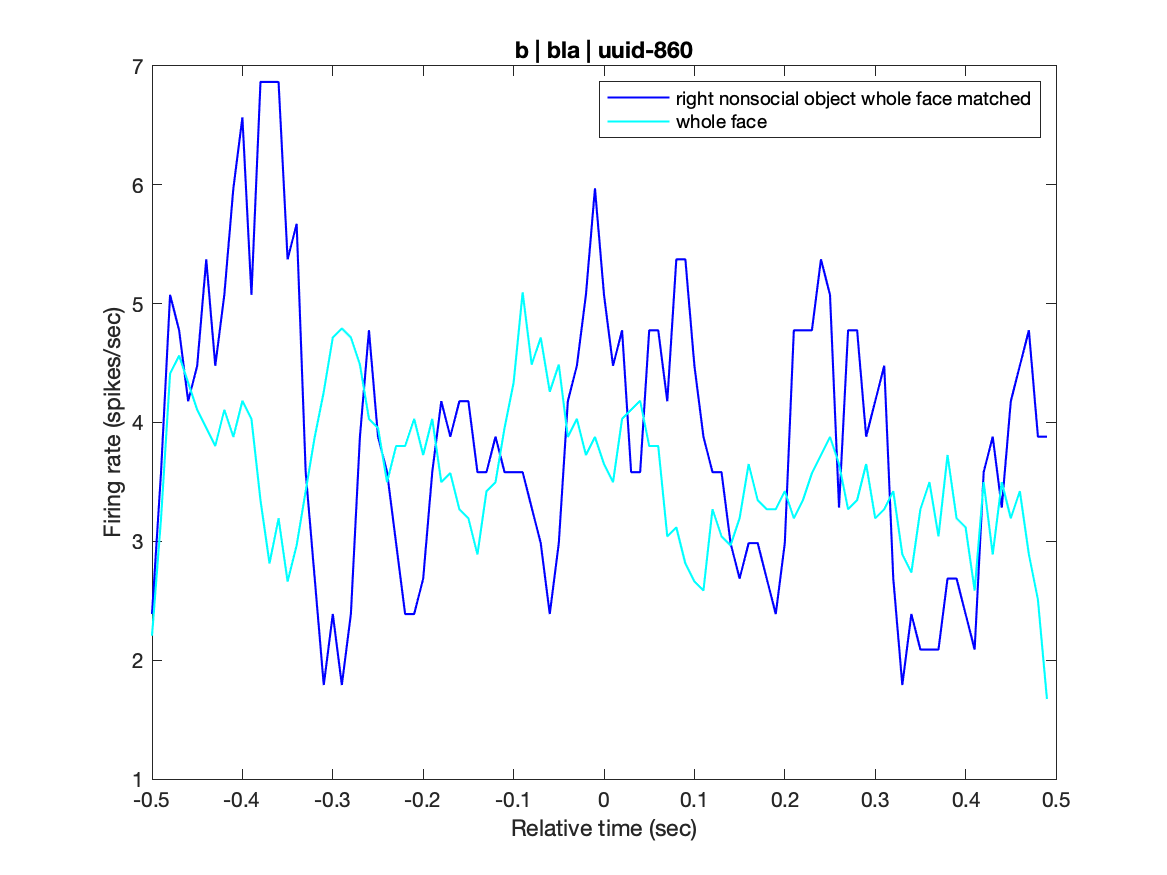 b | bla | uuid-860
right nonsocial object whole face matched
whole face
7
6
5
4
3
2
1
Firing rate (spikes/sec)
-0.5 -0.4 -0.3 -0.2 -0.1 0 0.1 0.2 0.3 0.4 0.5
Relative time (sec)